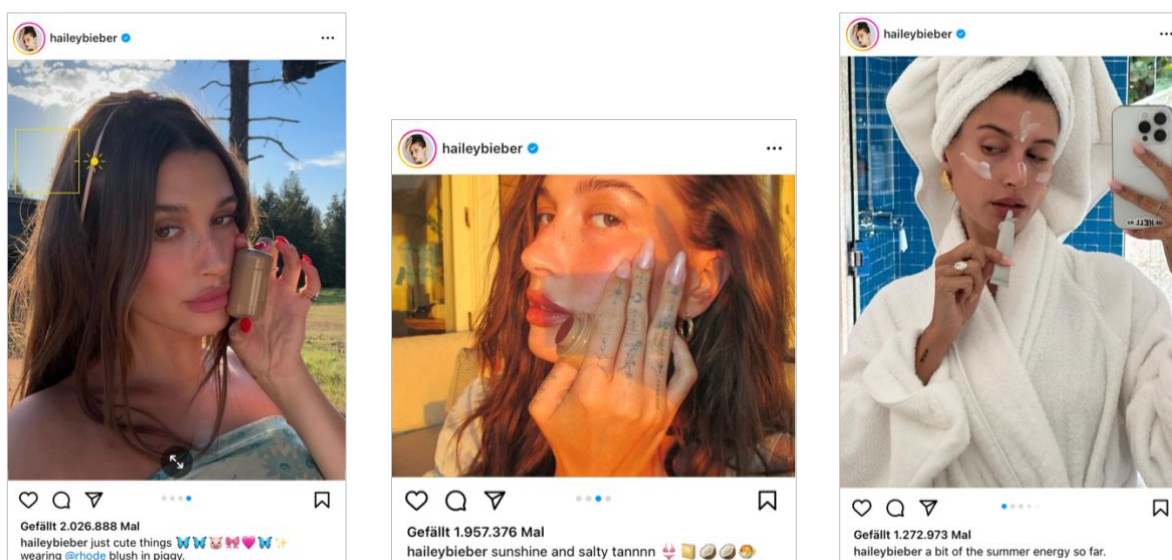 haileybieber
Gefällt 2.026.888 Mal
haileybieber just cute things 🦋🦋🐷🎀💗🦋✨
wearing @rhode blush in piggy.
haileybieber
Gefällt 1.957.376 Mal
haileybieber sunshine and salty tannnn 👙📔🥥🥥🐡
haileybieber
Gefällt 1.272.973 Mal
haileybieber a bit of the summer energy so far.